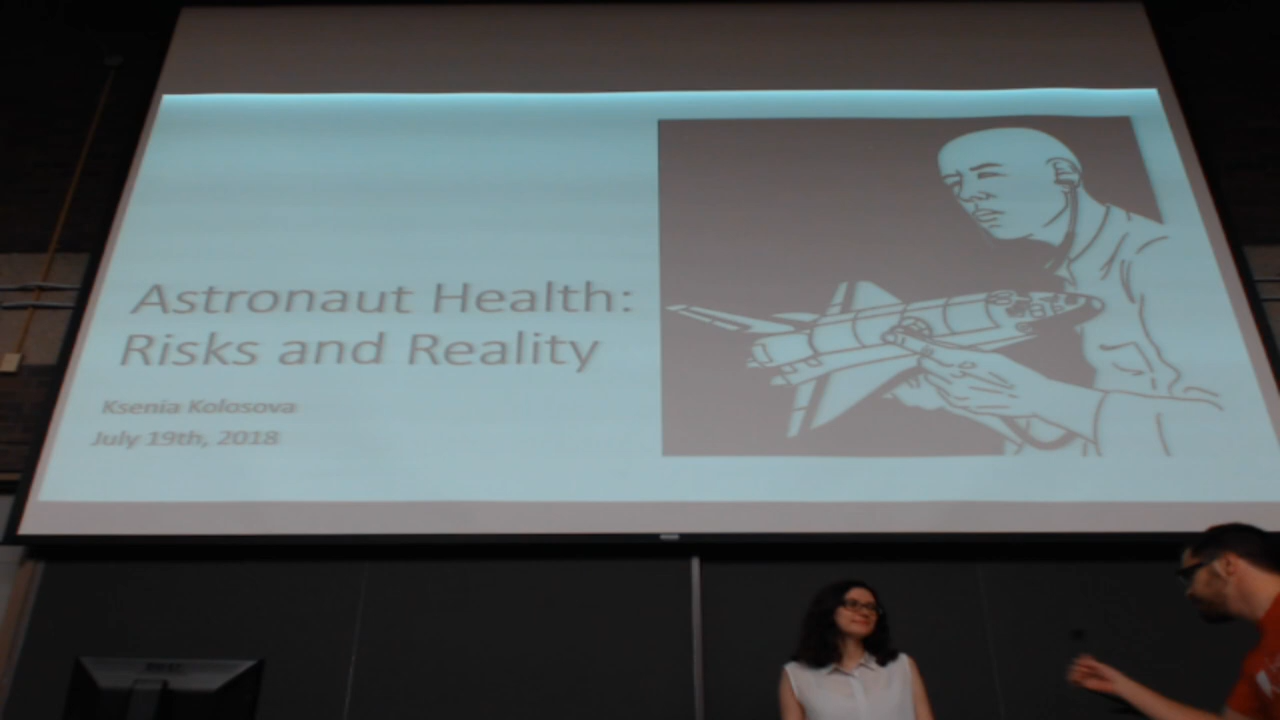 Astronaut Health:
Risks and Reality
Ksenia Kolosova
July 19th, 2018